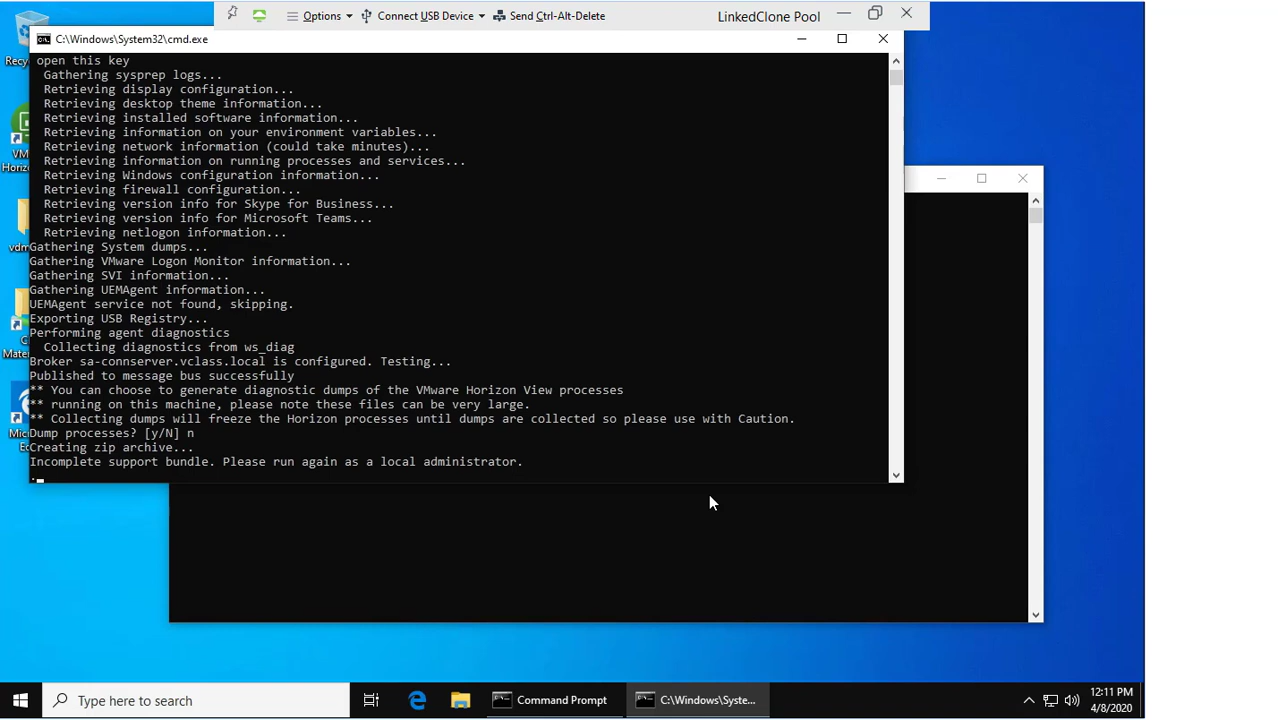 Options
Connect USB Device
Send Ctrl-Alt-Delete
LinkedClone Pool
C:\Windows\System32\cmd.exe
open this key
Gathering sysprep logs...
Retrieving display configuration...
Retrieving desktop theme information...
Retrieving installed software information...
Retrieving information on your environment variables...
Retrieving network information (could take minutes)...
Retrieving information on running processes and services...
Retrieving Windows configuration information...
Retrieving firewall configuration...
Retrieving version info for Skype for Business...
Retrieving version info for Microsoft Teams...
Retrieving netlogon information...
Gathering System dumps...
Gathering VMware Logon Monitor information...
Gathering SVI information...
Gathering UEMAgent information...
UEMAgent service not found, skipping.
Exporting USB Registry...
Performing agent diagnostics
Collecting diagnostics from ws_diag
Broker sa-connserver.vclass.local is configured. Testing...
Published to message bus successfully
** You can choose to generate diagnostic dumps of the VMware Horizon View processes
** running on this machine, please note these files can be very large.
** Collecting dumps will freeze the Horizon processes until dumps are collected so please use with Caution.
Dump processes? [y/N] n
Creating zip archive...
Incomplete support bundle. Please run again as a local administrator.
.
Type here to search
Command Prompt
C:\Windows\Syste...
12:11 PM
4/8/2020